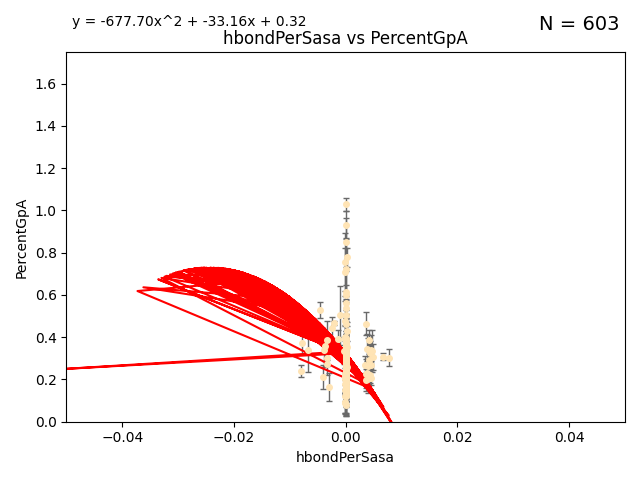 y = -677.70x^2 + -33.16x + 0.32
N = 603
hbondPerSasa vs PercentGpA
1.6
1.4
1.2
1.0
0.8
0.6
0.4
0.2
0.0
PercentGpA
−0.04 −0.02 0.00 0.02 0.04
hbondPerSasa